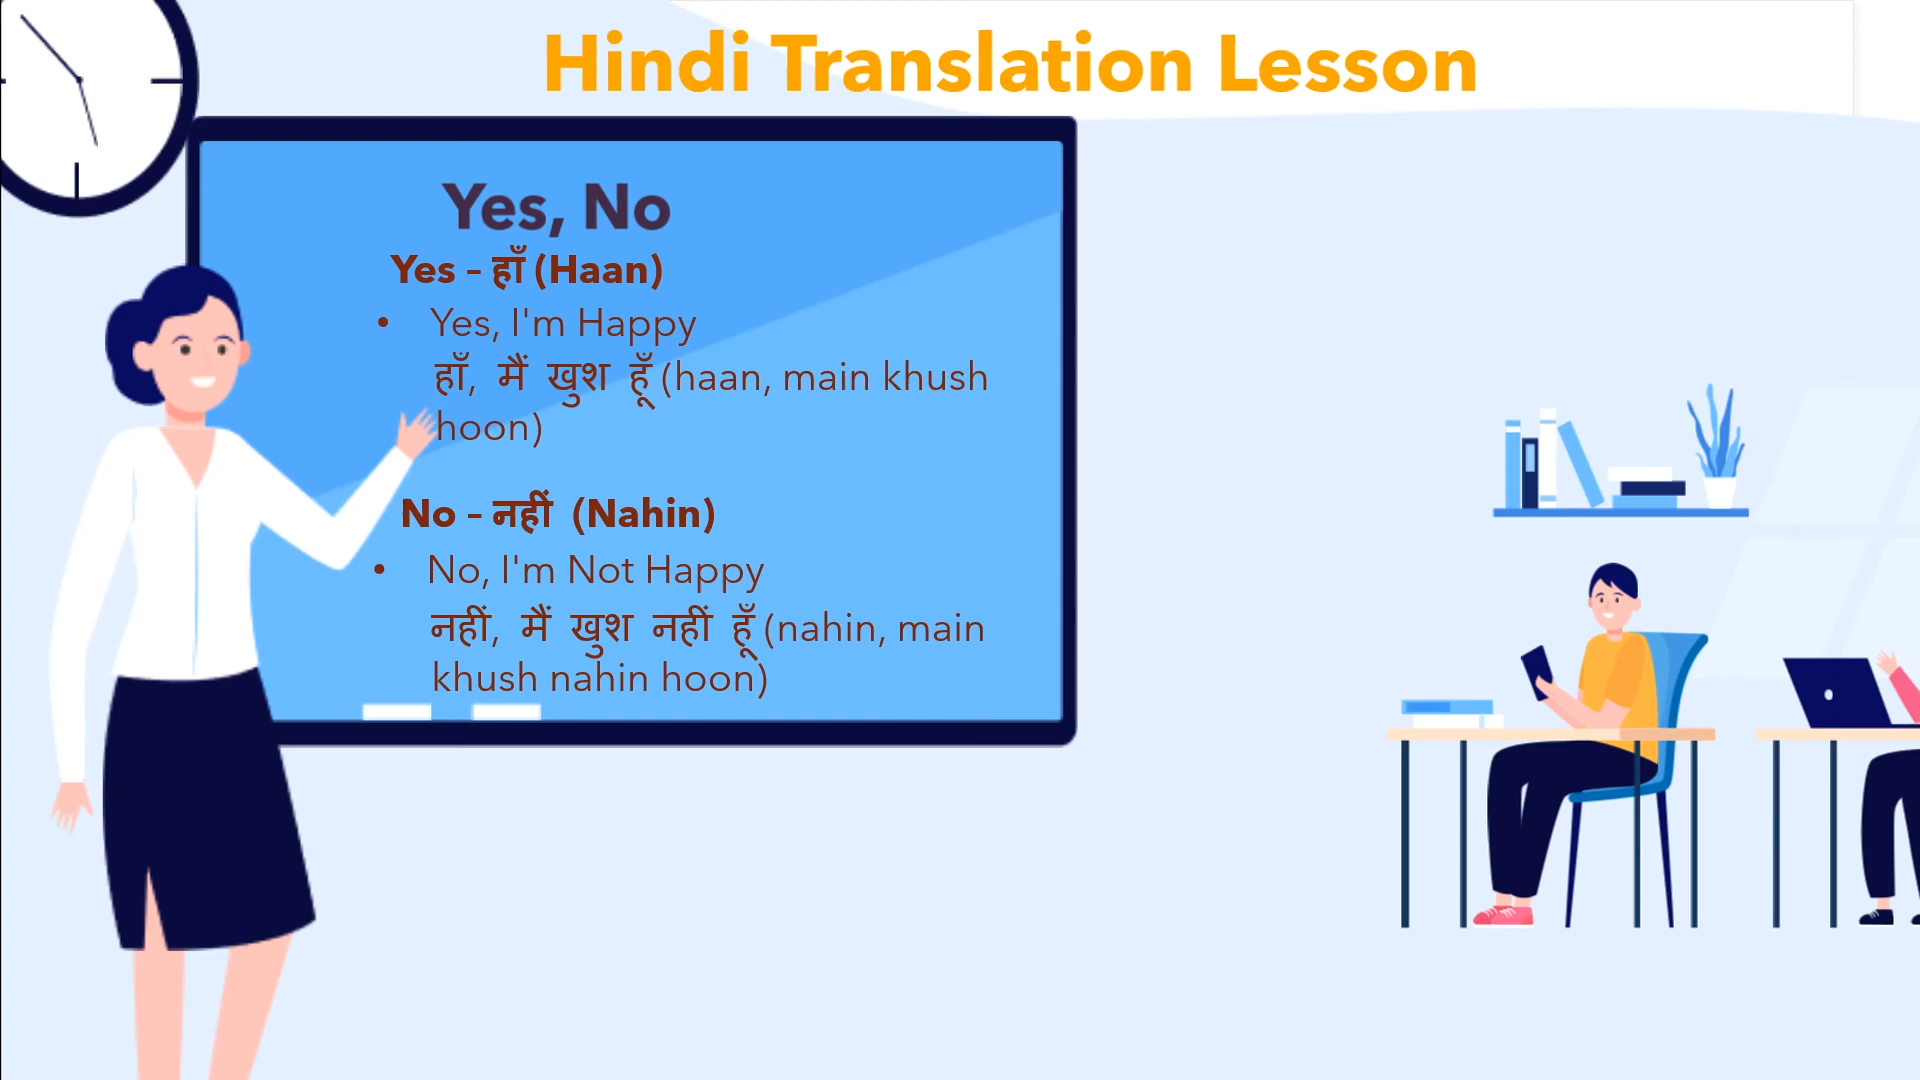 Hindi Translation Lesson
Yes, No
Yes – हाँ (Haan)
• Yes, I'm Happy
हाँ, मैं खुश हूँ (haan, main khush
hoon)
No – नहीं (Nahin)
• No, I'm Not Happy
नहीं, मैं खुश नहीं हूँ (nahin, main
khush nahin hoon)